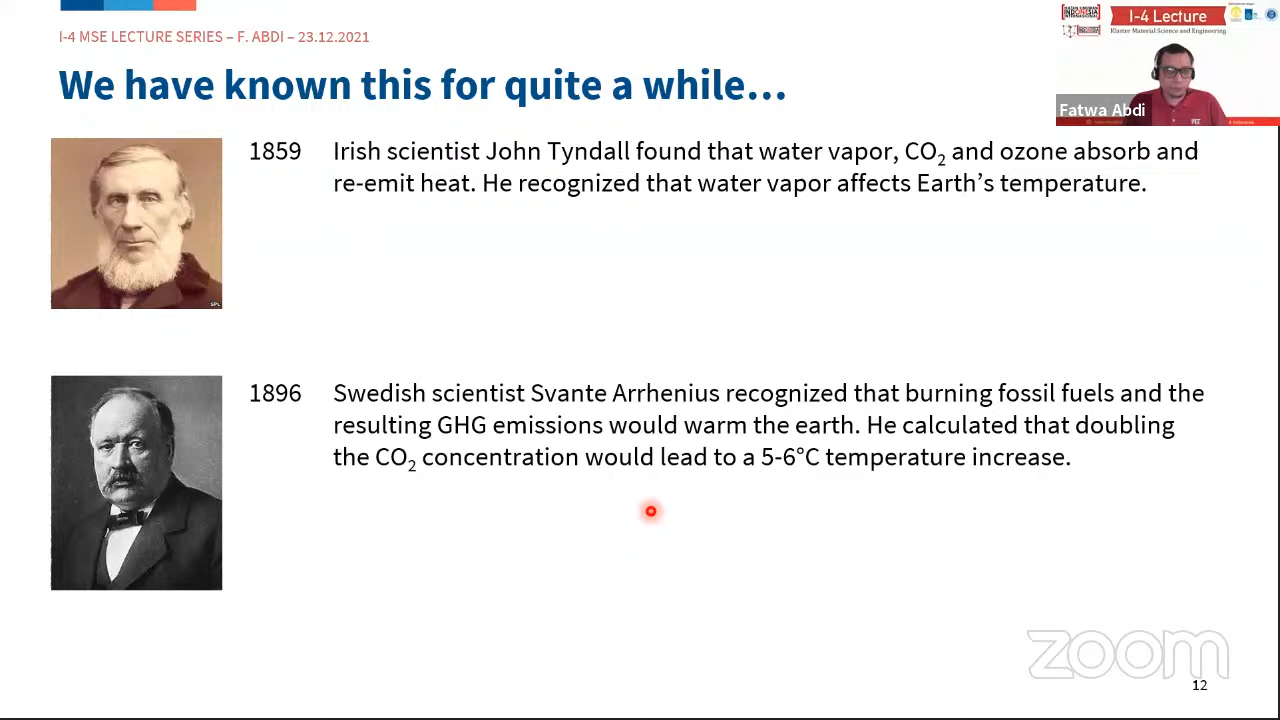 I-4 MSE LECTURE SERIES – F. ABDI – 23.12.2021
We have known this for quite a while…
I-4 Lecture
Klaster Material Science and Engineering
Fatwa Abdi
1859 Irish scientist John Tyndall found that water vapor, CO₂ and ozone absorb and
re-emit heat. He recognized that water vapor affects Earth’s temperature.
SPL
1896 Swedish scientist Svante Arrhenius recognized that burning fossil fuels and the
resulting GHG emissions would warm the earth. He calculated that doubling
the CO₂ concentration would lead to a 5-6°C temperature increase.
zoom
12